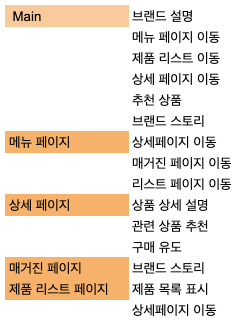 Main 브랜드 설명
메뉴 페이지 이동
제품 리스트 이동
상세 페이지 이동
추천 상품
브랜드 스토리
메뉴 페이지 상세페이지 이동
매거진 페이지 이동
리스트 페이지 이동
상세 페이지 상품 상세 설명
관련 상품 추천
구매 유도
매거진 페이지 브랜드 스토리
제품 리스트 페이지 제품 목록 표시
상세페이지 이동